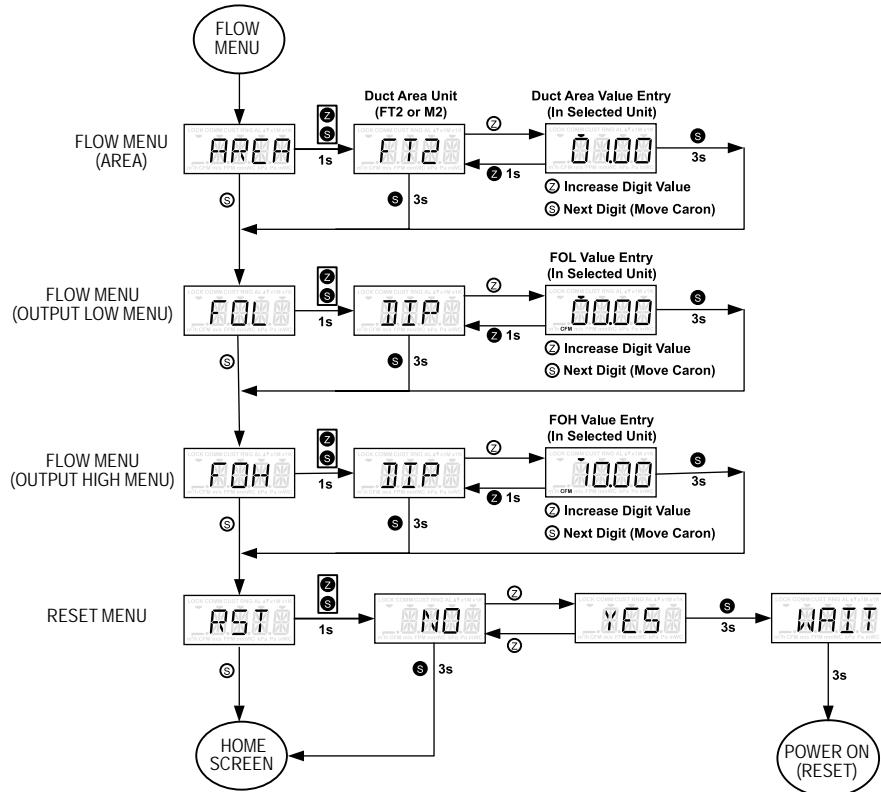 FLOW
MENU
Duct Area Unit
(FT2 or M2)
Duct Area Value Entry
(In Selected Unit)
FLOW MENU
(AREA)
AREA
Z
S
1s
FT2
Z
Z 1s
01.00
S
3s
Z Increase Digit Value
S Next Digit (Move Caron)
S
S 3s
FOL Value Entry
(In Selected Unit)
FLOW MENU
(OUTPUT LOW MENU)
FOL
Z
S
1s
DIP
Z
Z 1s
00.00
CFM
S
3s
Z Increase Digit Value
S Next Digit (Move Caron)
S
S 3s
FOH Value Entry
(In Selected Unit)
FLOW MENU
(OUTPUT HIGH MENU)
FOH
Z
S
1s
DIP
Z
Z 1s
10.00
CFM
S
3s
Z Increase Digit Value
S Next Digit (Move Caron)
S
S 3s
RESET MENU
RST
Z
S
1s
NO
Z
Z
YES
S
3s
WAIT
S
S 3s
3s
HOME
SCREEN
POWER ON
(RESET)